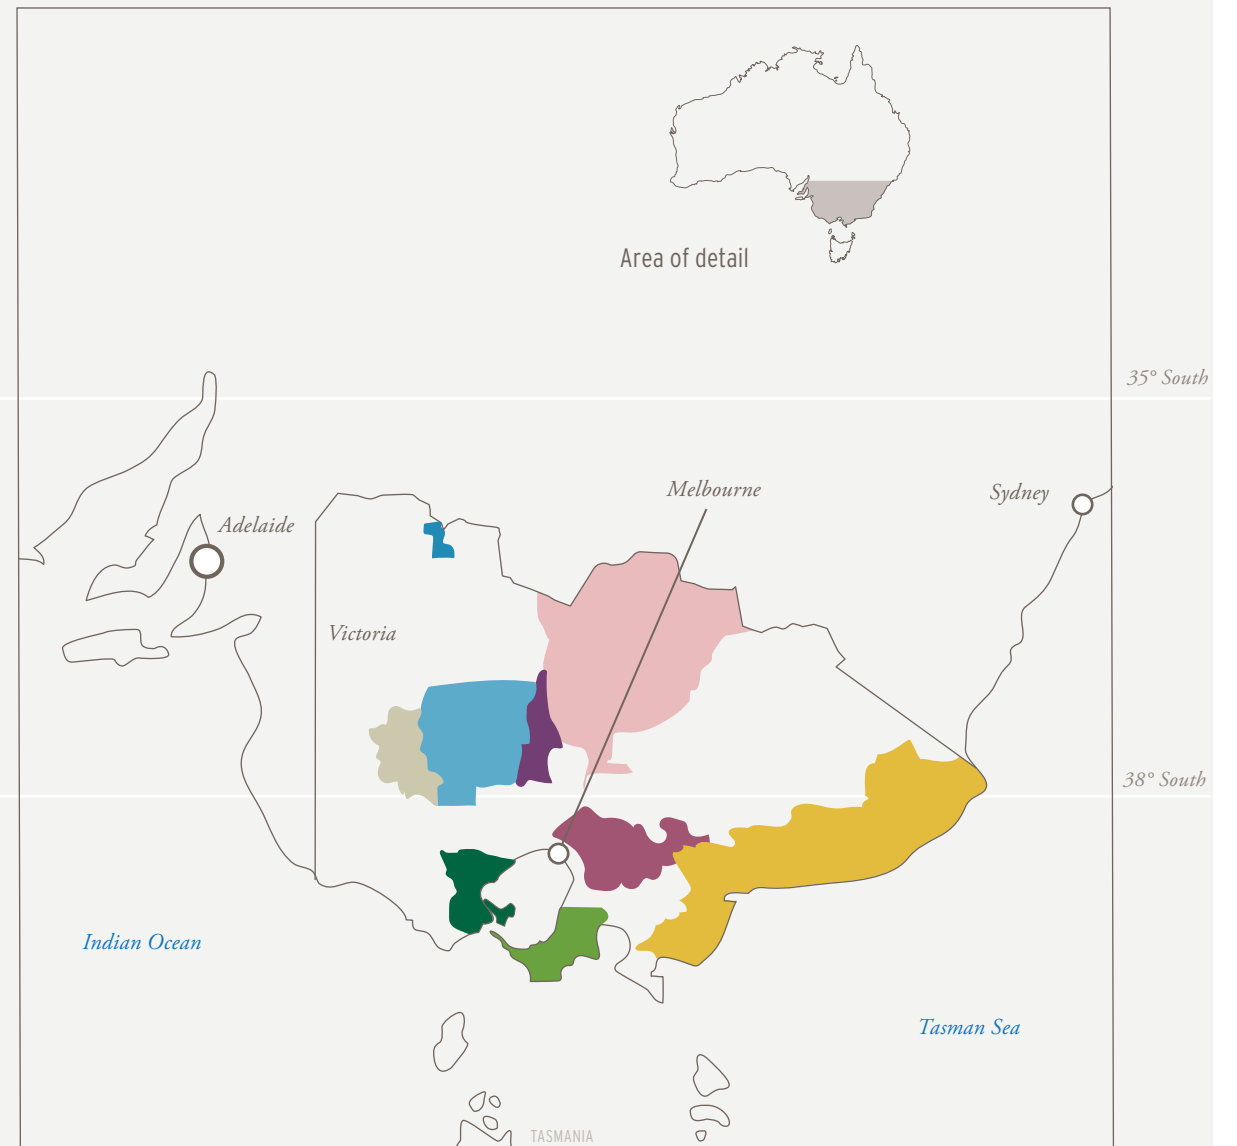 Area of detail
35° South
Melbourne
Sydney
Adelaide
Victoria
38° South
Indian Ocean
Tasman Sea
TASMANIA